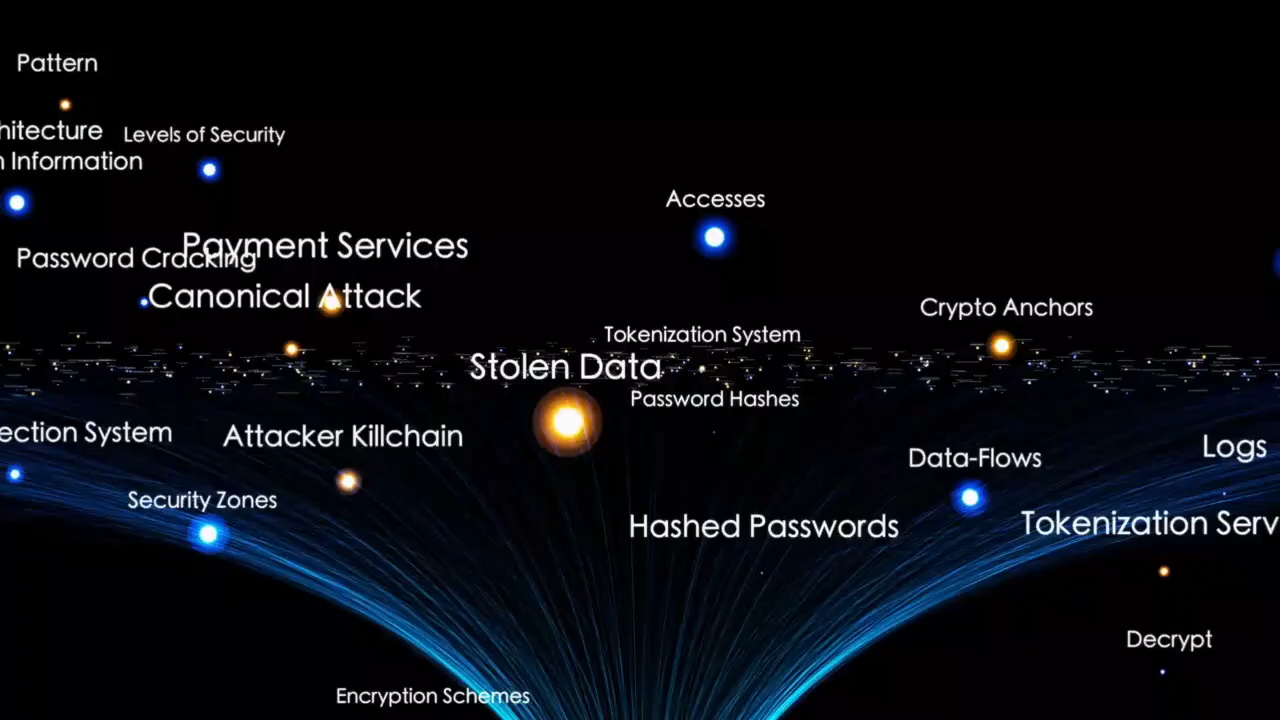 Pattern
hitecture
Levels of Security
n Information
Accesses
Payment Services
Password Cracking
Canonical Attack
Crypto Anchors
Tokenization System
Stolen Data
Password Hashes
ection System
Attacker Killchain
Logs
Data-Flows
Security Zones
Tokenization Serv
Hashed Passwords
Decrypt
Encryption Schemes